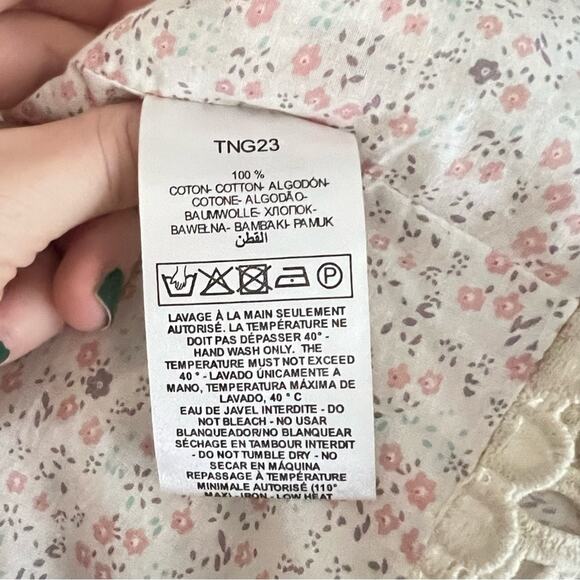 TNG23
100 %
COTON- COTTON- ALGODÓN-
COTONE- ALGODÃO-
BAUMWOLLE- ХЛОПОК-
BAWEŁNA- BAMBAKI- PAMUK
القطن
P
LAVAGE À LA MAIN SEULEMENT
AUTORISÉ. LA TEMPÉRATURE NE
DOIT PAS DÉPASSER 40° -
HAND WASH ONLY. THE
TEMPERATURE MUST NOT EXCEED
40 ° - LAVADO ÚNICAMENTE A
MANO, TEMPERATURA MÁXIMA DE
LAVADO, 40 ° C
EAU DE JAVEL INTERDITE - DO
NOT BLEACH - NO USAR
BLANQUEADOR/NO BLANQUEAR
SÉCHAGE EN TAMBOUR INTERDIT
- DO NOT TUMBLE DRY - NO
SECAR EN MÁQUINA
REPASSAGE À TEMPÉRATURE
MINIMALE AUTORISÉ (110°
MAXI - IRON - LOW HEAT